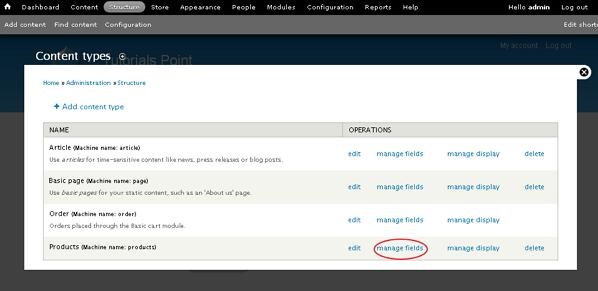 Dashboard Content Structure Store Appearance People Modules Configuration Reports Help Hello admin Log out
Add content Find content Configuration Edit shortc
My account Log out
Content types
Tutorials Point
Home » Administration » Structure
+ Add content type
NAME OPERATIONS
Article (Machine name: article) edit manage fields manage display delete
Use articles for time-sensitive content like news, press releases or blog posts.
Basic page (Machine name: page) edit manage fields manage display delete
Use basic pages for your static content, such as an 'About us' page.
Order (Machine name: order) edit manage fields manage display
Orders placed through the Basic cart module.
Products (Machine name: products) edit manage fields manage display delete